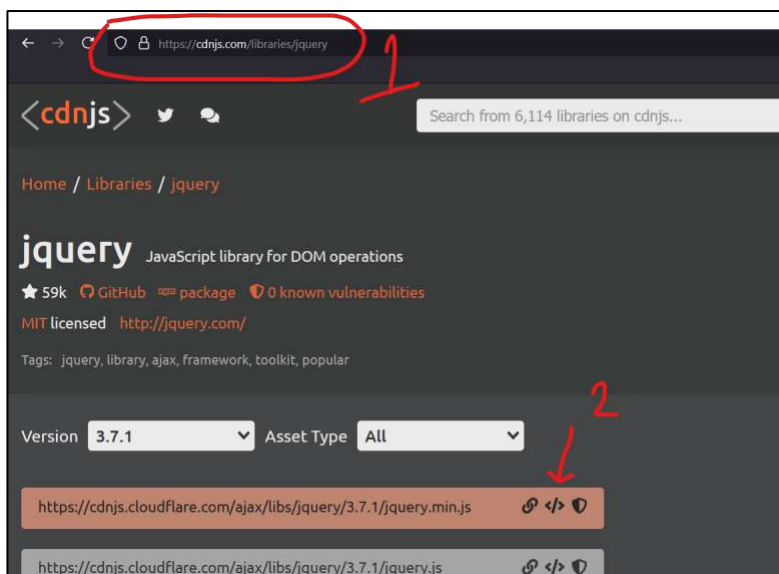 https://cdnjs.com/libraries/jquery
1
<cdnjs>
Search from 6,114 libraries on cdnjs...
Home / Libraries / jquery
jquery JavaScript library for DOM operations
59k GitHub package 0 known vulnerabilities
MIT licensed http://jquery.com/
Tags: jquery, library, ajax, framework, toolkit, popular
2
Version 3.7.1 Asset Type All
https://cdnjs.cloudflare.com/ajax/libs/jquery/3.7.1/jquery.min.js </>
https://cdnjs.cloudflare.com/ajax/libs/jquery/3.7.1/jquery.js </>